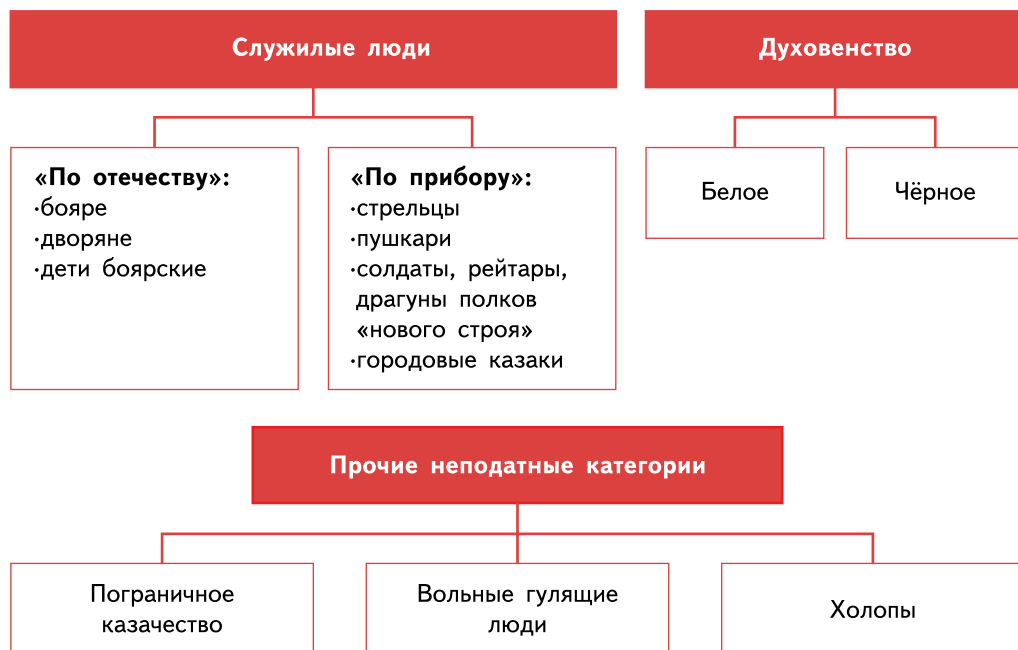 Служилые люди
Духовенство
«По отечеству»:
·бояре
·дворяне
·дети боярские
«По прибору»:
·стрельцы
·пушкари
·солдаты, рейтары,
драгуны полков
«нового строя»
·городовые казаки
Белое
Чёрное
Прочие неподатные категории
Пограничное
казачество
Вольные гулящие
люди
Холопы